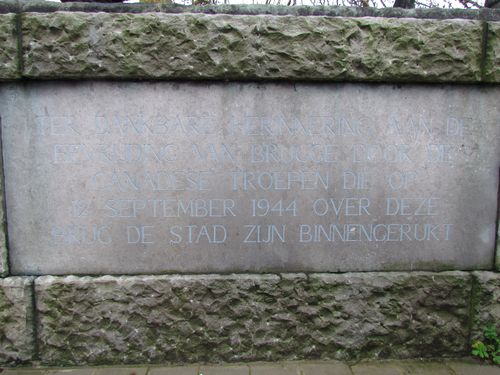 TER DANKBARE HERINNERING AAN DE
BEVRIJDING VAN BRUGGE DOOR DE
CANADESE TROEPEN DIE OP
12 SEPTEMBER 1944 OVER DEZE
BRUG DE STAD ZIJN BINNENGERUKT